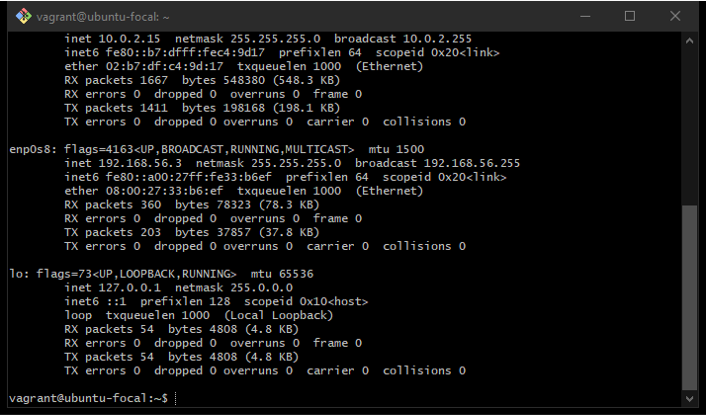 vagrant@ubuntu-focal: ~
inet 10.0.2.15  netmask 255.255.255.0  broadcast 10.0.2.255
inet6 fe80::b7:dfff:fec4:9d17  prefixlen 64  scopeid 0x20<link>
ether 02:b7:df:c4:9d:17  txqueuelen 1000  (Ethernet)
RX packets 1667  bytes 548380 (548.3 KB)
RX errors 0  dropped 0  overruns 0  frame 0
TX packets 1411  bytes 198168 (198.1 KB)
TX errors 0  dropped 0 overruns 0  carrier 0  collisions 0
enp0s8: flags=4163<UP,BROADCAST,RUNNING,MULTICAST>  mtu 1500
inet 192.168.56.3  netmask 255.255.255.0  broadcast 192.168.56.255
inet6 fe80::a00:27ff:fe33:b6ef  prefixlen 64  scopeid 0x20<link>
ether 08:00:27:33:b6:ef  txqueuelen 1000  (Ethernet)
RX packets 360  bytes 78323 (78.3 KB)
RX errors 0  dropped 0  overruns 0  frame 0
TX packets 203  bytes 37857 (37.8 KB)
TX errors 0  dropped 0 overruns 0  carrier 0  collisions 0
lo: flags=73<UP,LOOPBACK,RUNNING>  mtu 65536
inet 127.0.0.1  netmask 255.0.0.0
inet6 ::1  prefixlen 128  scopeid 0x10<host>
loop  txqueuelen 1000  (Local Loopback)
RX packets 54  bytes 4808 (4.8 KB)
RX errors 0  dropped 0  overruns 0  frame 0
TX packets 54  bytes 4808 (4.8 KB)
TX errors 0  dropped 0 overruns 0  carrier 0  collisions 0
vagrant@ubuntu-focal:~$